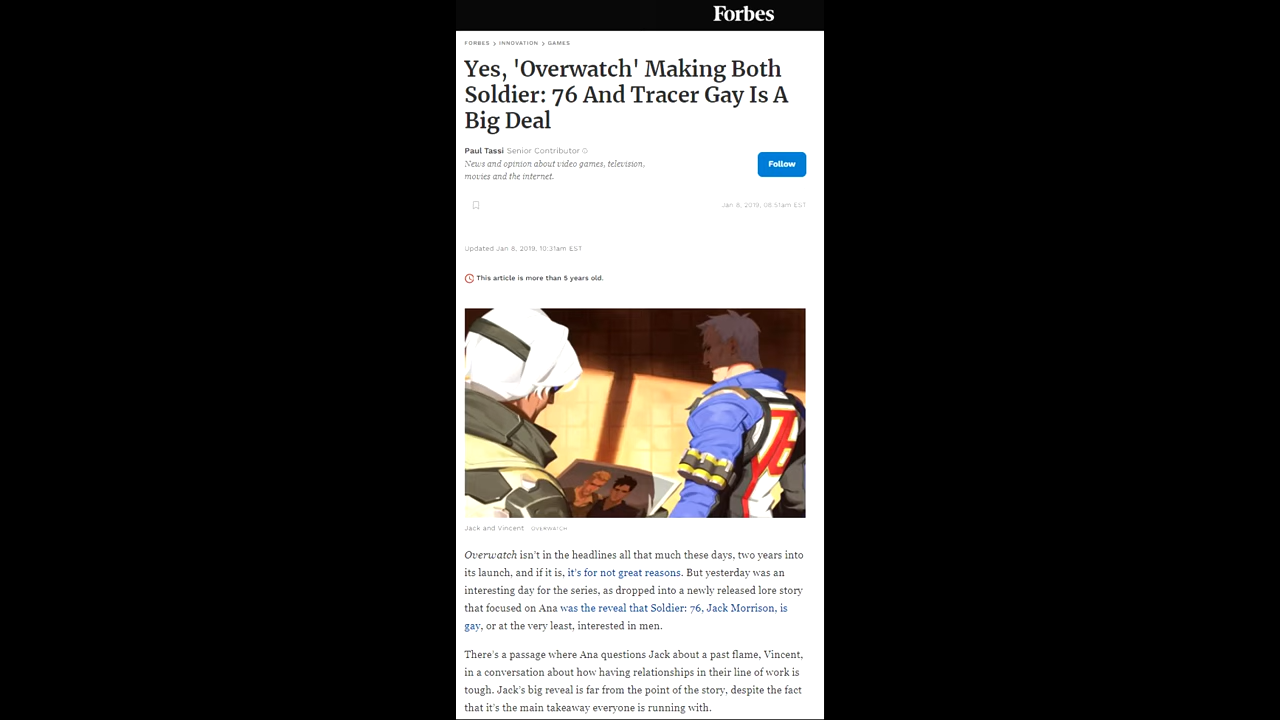 Forbes
FORBES > INNOVATION > GAMES
Yes, 'Overwatch' Making Both
Soldier: 76 And Tracer Gay Is A
Big Deal
Paul Tassi Senior Contributor
News and opinion about video games, television,
movies and the internet.
Follow
Jan 8, 2019, 08:51am EST
Updated Jan 8, 2019, 10:31am EST
This article is more than 5 years old.
Jack and Vincent OVERWATCH
Overwatch isn't in the headlines all that much these days, two years into
its launch, and if it is, it's for not great reasons. But yesterday was an
interesting day for the series, as dropped into a newly released lore story
that focused on Ana was the reveal that Soldier: 76, Jack Morrison, is
gay, or at the very least, interested in men.
There's a passage where Ana questions Jack about a past flame, Vincent,
in a conversation about how having relationships in their line of work is
tough. Jack's big reveal is far from the point of the story, despite the fact
that it's the main takeaway everyone is running with.